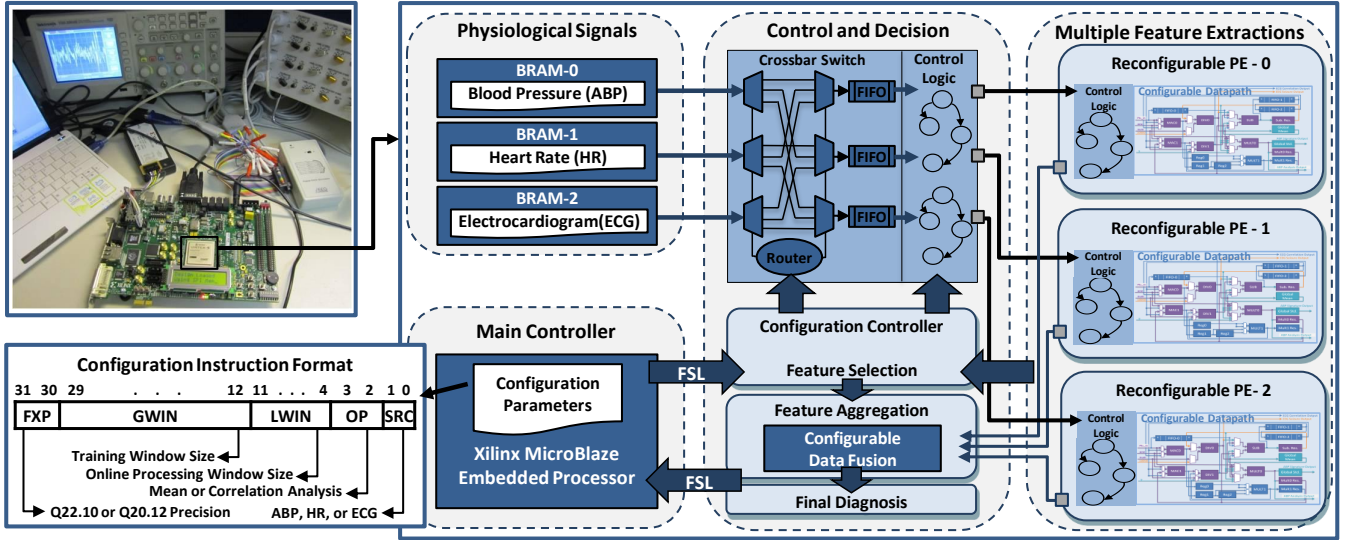 Physiological Signals
BRAM-0
Blood Pressure (ABP)
BRAM-1
Heart Rate (HR)
BRAM-2
Electrocardiogram(ECG)
Control and Decision
Crossbar Switch
Control
Logic
FIFO
FIFO
FIFO
Router
Configuration Controller
Feature Selection
Feature Aggregation
Configurable
Data Fusion
Final Diagnosis
Multiple Feature Extractions
Reconfigurable PE - 0
Control
Logic
Configurable Datapath
Reconfigurable PE - 1
Control
Logic
Configurable Datapath
Reconfigurable PE- 2
Control
Logic
Configurable Datapath
Main Controller
Configuration
Parameters
Xilinx MicroBlaze
Embedded Processor
FSL
FSL
Configuration Instruction Format
31 30 29 . . . 12 11 . . . 4 3 2 1 0
FXP GWIN LWIN OP SRC
Training Window Size
Online Processing Window Size
Mean or Correlation Analysis
Q22.10 or Q20.12 Precision
ABP, HR, or ECG